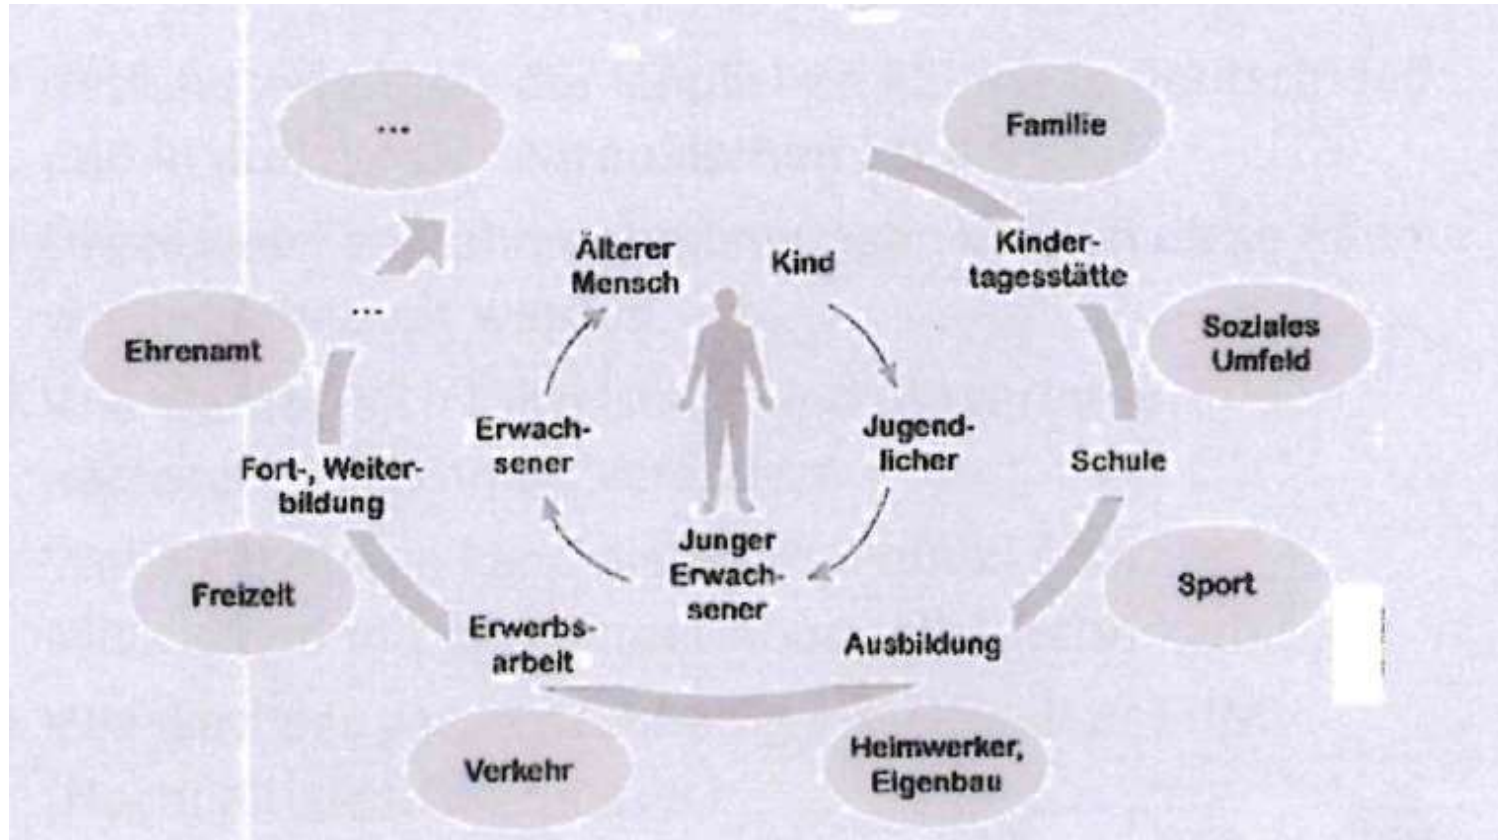 ...
Familie
Älterer
Mensch
Kind
Kinder-
tagesstätte
...
Ehrenamt
Soziales
Umfeld
Erwach-
sener
Jugend-
licher
Schule
Fort-, Weiter-
bildung
Junger
Erwach-
sener
Freizeit
Sport
Erwerbs-
arbeit
Ausbildung
Verkehr
Heimwerker,
Eigenbau